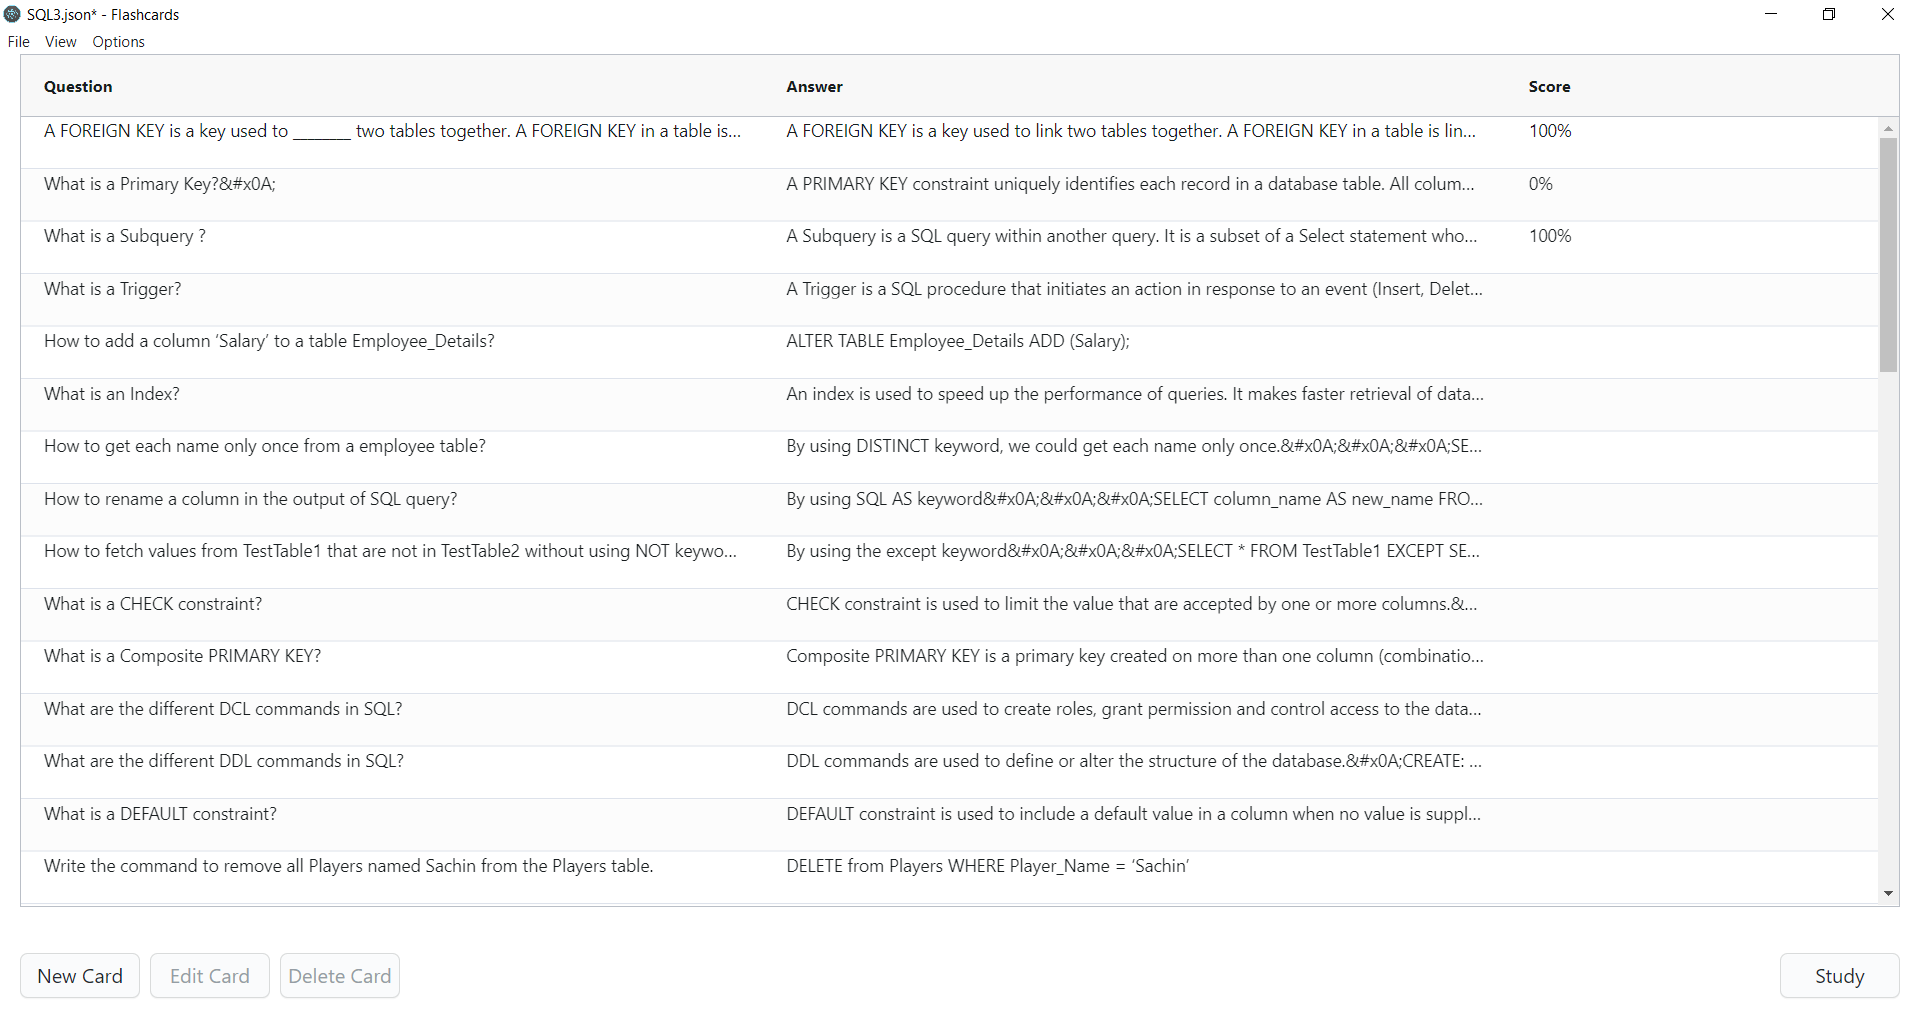 SQL3.json* - Flashcards
File View Options
Question Answer Score
A FOREIGN KEY is a key used to _______ two tables together. A FOREIGN KEY in a table is... A FOREIGN KEY is a key used to link two tables together. A FOREIGN KEY in a table is lin... 100%
What is a Primary Key?&#x0A; A PRIMARY KEY constraint uniquely identifies each record in a database table. All colum... 0%
What is a Subquery ? A Subquery is a SQL query within another query. It is a subset of a Select statement who... 100%
What is a Trigger? A Trigger is a SQL procedure that initiates an action in response to an event (Insert, Delet...
How to add a column ‘Salary’ to a table Employee_Details? ALTER TABLE Employee_Details ADD (Salary);
What is an Index? An index is used to speed up the performance of queries. It makes faster retrieval of data...
How to get each name only once from a employee table? By using DISTINCT keyword, we could get each name only once.&#x0A;&#x0A;&#x0A;SE...
How to rename a column in the output of SQL query? By using SQL AS keyword&#x0A;&#x0A;&#x0A;SELECT column_name AS new_name FRO...
How to fetch values from TestTable1 that are not in TestTable2 without using NOT keywo... By using the except keyword&#x0A;&#x0A;&#x0A;SELECT * FROM TestTable1 EXCEPT SE...
What is a CHECK constraint? CHECK constraint is used to limit the value that are accepted by one or more columns.&...
What is a Composite PRIMARY KEY? Composite PRIMARY KEY is a primary key created on more than one column (combinatio...
What are the different DCL commands in SQL? DCL commands are used to create roles, grant permission and control access to the data...
What are the different DDL commands in SQL? DDL commands are used to define or alter the structure of the database.&#x0A;CREATE: ...
What is a DEFAULT constraint? DEFAULT constraint is used to include a default value in a column when no value is suppl...
Write the command to remove all Players named Sachin from the Players table. DELETE from Players WHERE Player_Name = ‘Sachin’
New Card Edit Card Delete Card Study